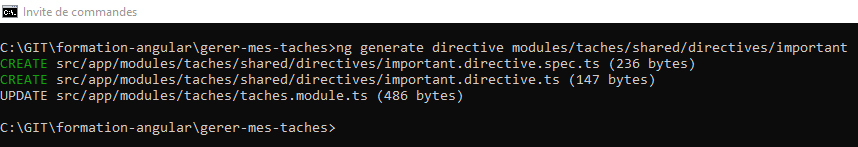 Invite de commandes
C:\GIT\formation-angular\gerer-mes-taches>ng generate directive modules/taches/shared/directives/important
CREATE src/app/modules/taches/shared/directives/important.directive.spec.ts (236 bytes)
CREATE src/app/modules/taches/shared/directives/important.directive.ts (147 bytes)
UPDATE src/app/modules/taches/taches.module.ts (486 bytes)
C:\GIT\formation-angular\gerer-mes-taches>